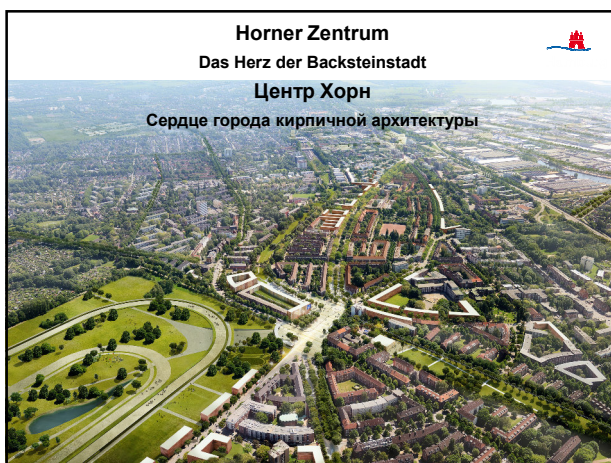 Horner Zentrum
Das Herz der Backsteinstadt
Центр Хорн
Сердце города кирпичной архитектуры